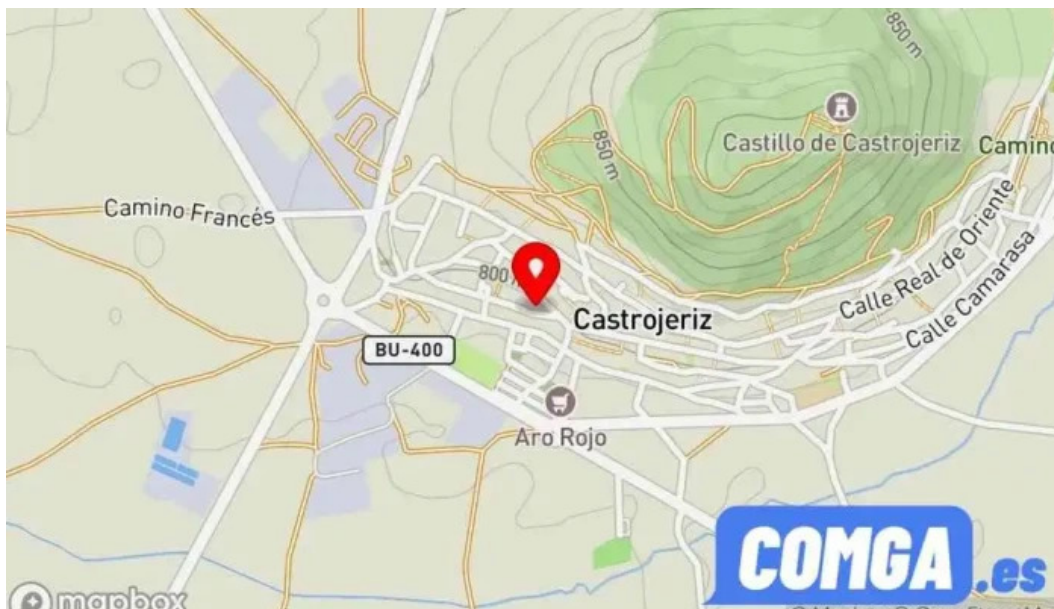 850 m
Castillo de Castrojeriz
Camino
850 m
Camino Francés
Calle Real de Oriente
Calle Camarasa
800
Castrojeriz
BU-400
Aro Rojo
COMGA.es
mapbox